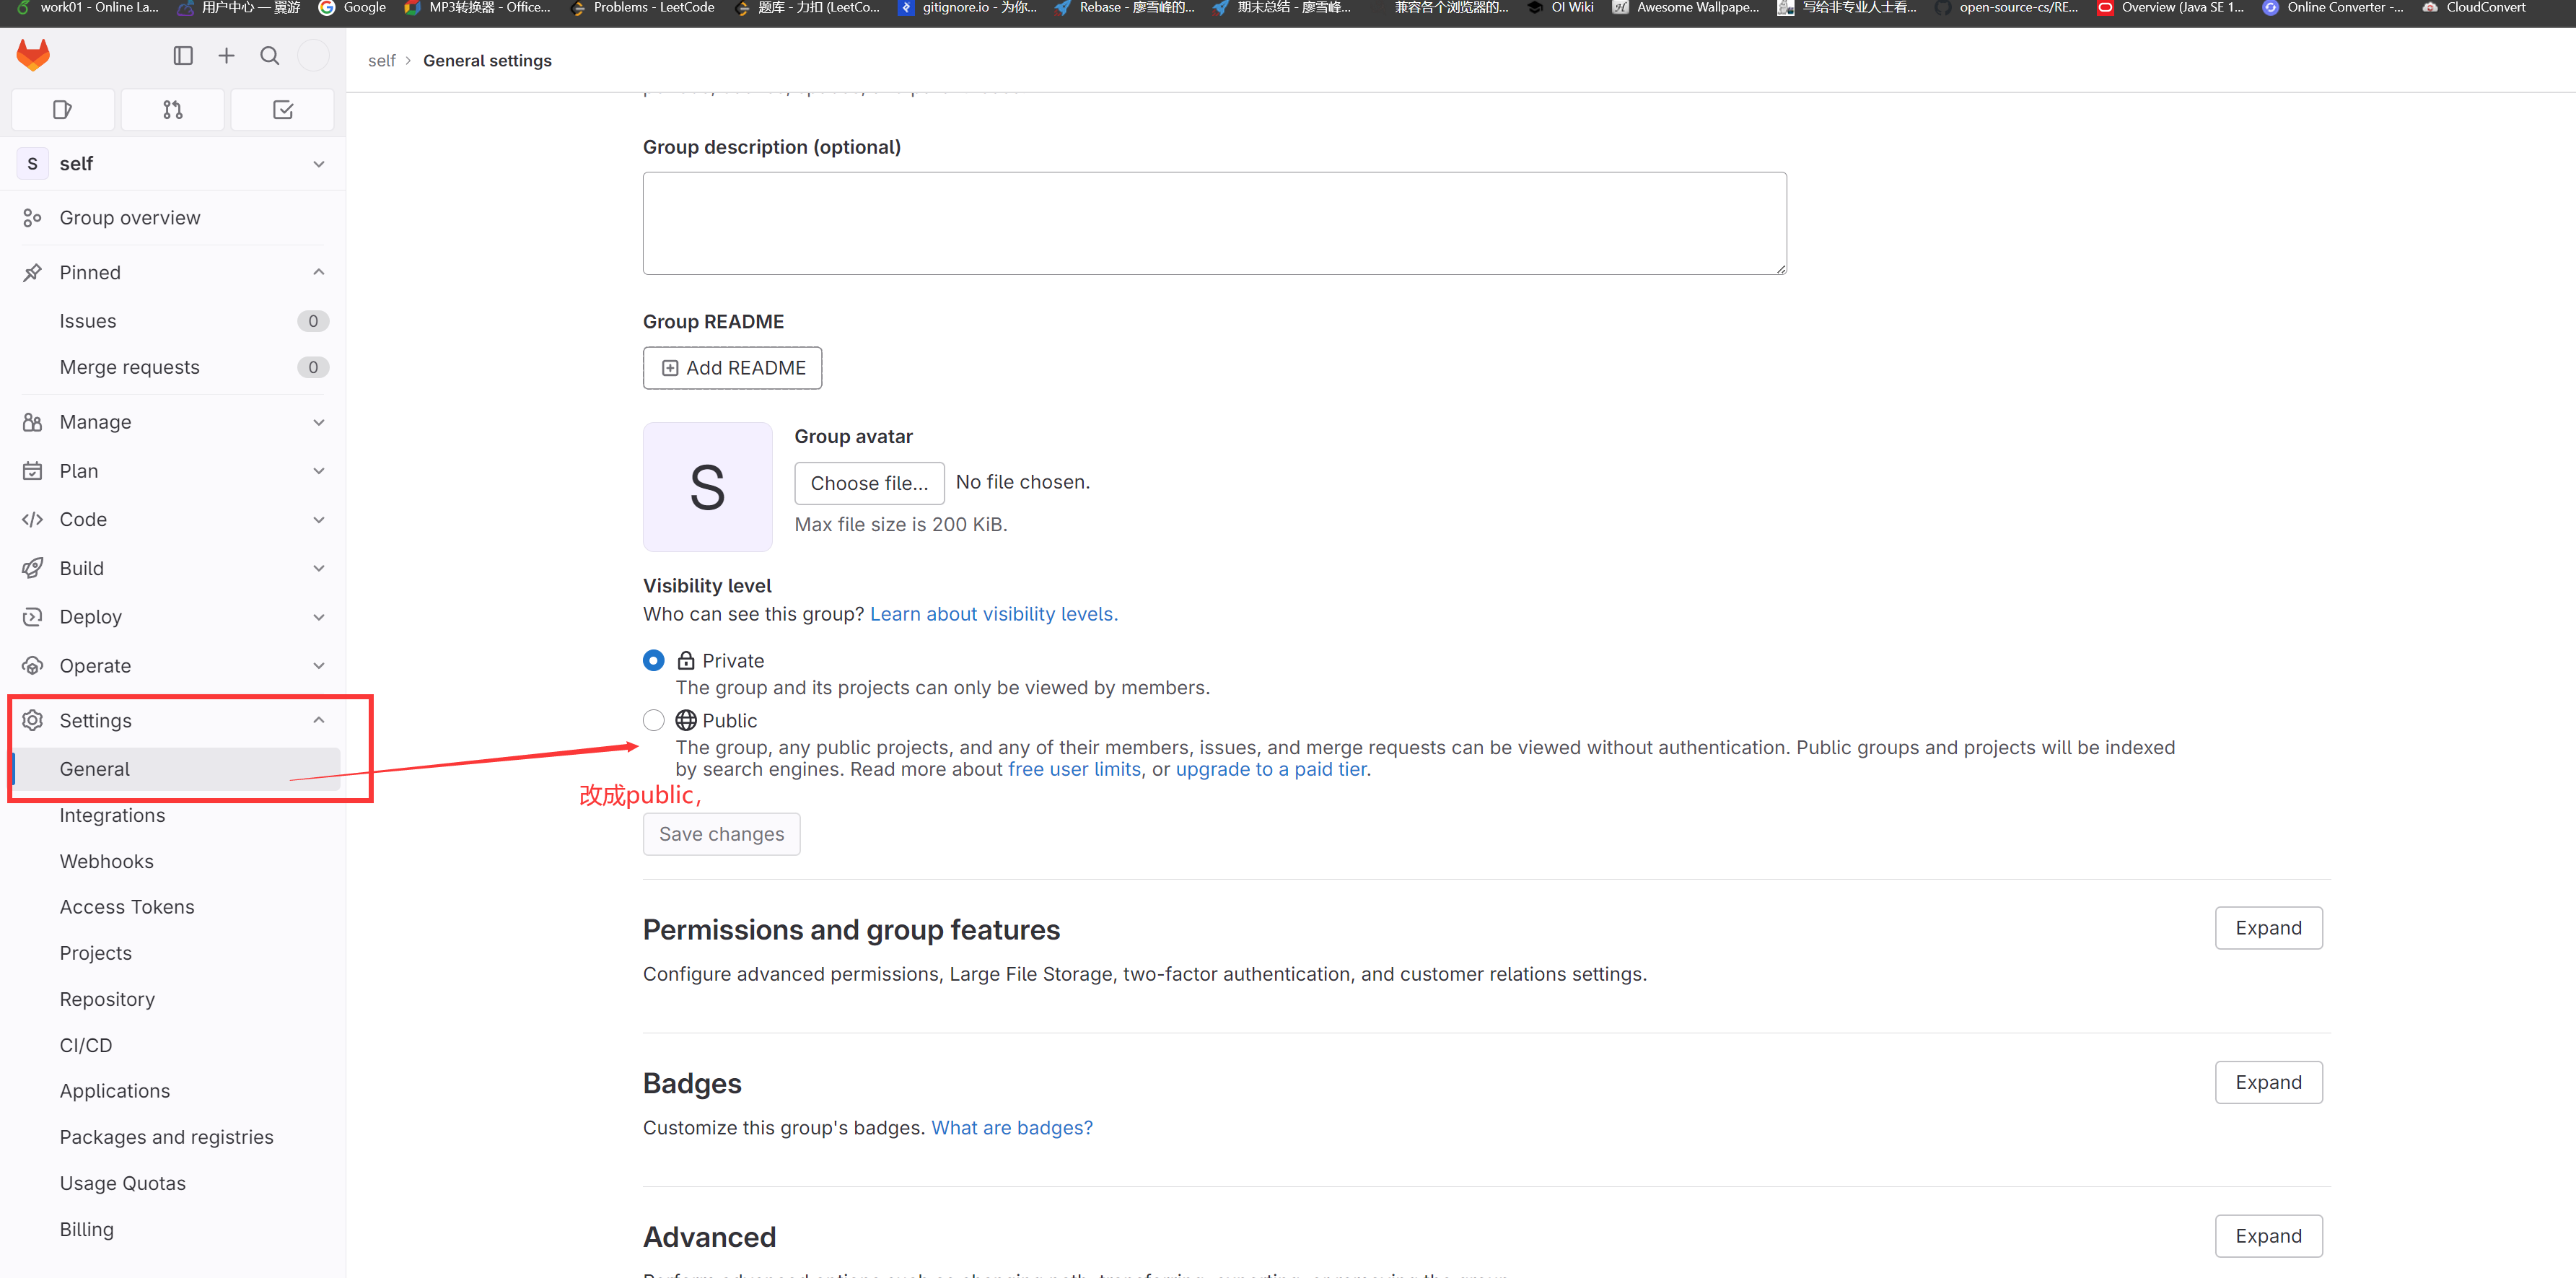 work01 - Online La...
用户中心 — 翼游
Google
MP3转换器 - Office...
Problems - LeetCode
题库 - 力扣 (LeetCo...
gitignore.io - 为你...
Rebase - 廖雪峰的...
期末总结 - 廖雪峰...
兼容各个浏览器的...
OI Wiki
Awesome Wallpape...
写给非专业人士看...
open-source-cs/RE...
Overview (Java SE 1...
Online Converter -...
CloudConvert
self
General settings
S
self
Group overview
Pinned
Issues
0
Merge requests
0
Manage
Plan
Code
Build
Deploy
Operate
Settings
General
Integrations
Webhooks
Access Tokens
Projects
Repository
CI/CD
Applications
Packages and registries
Usage Quotas
Billing
Group description (optional)
Group README
Add README
S
Group avatar
Choose file...
No file chosen.
Max file size is 200 KiB.
Visibility level
Who can see this group? Learn about visibility levels.
Private
The group and its projects can only be viewed by members.
Public
The group, any public projects, and any of their members, issues, and merge requests can be viewed without authentication. Public groups and projects will be indexed
by search engines. Read more about free user limits, or upgrade to a paid tier.
改成public，
Save changes
Permissions and group features
Expand
Configure advanced permissions, Large File Storage, two-factor authentication, and customer relations settings.
Badges
Expand
Customize this group's badges. What are badges?
Advanced
Expand